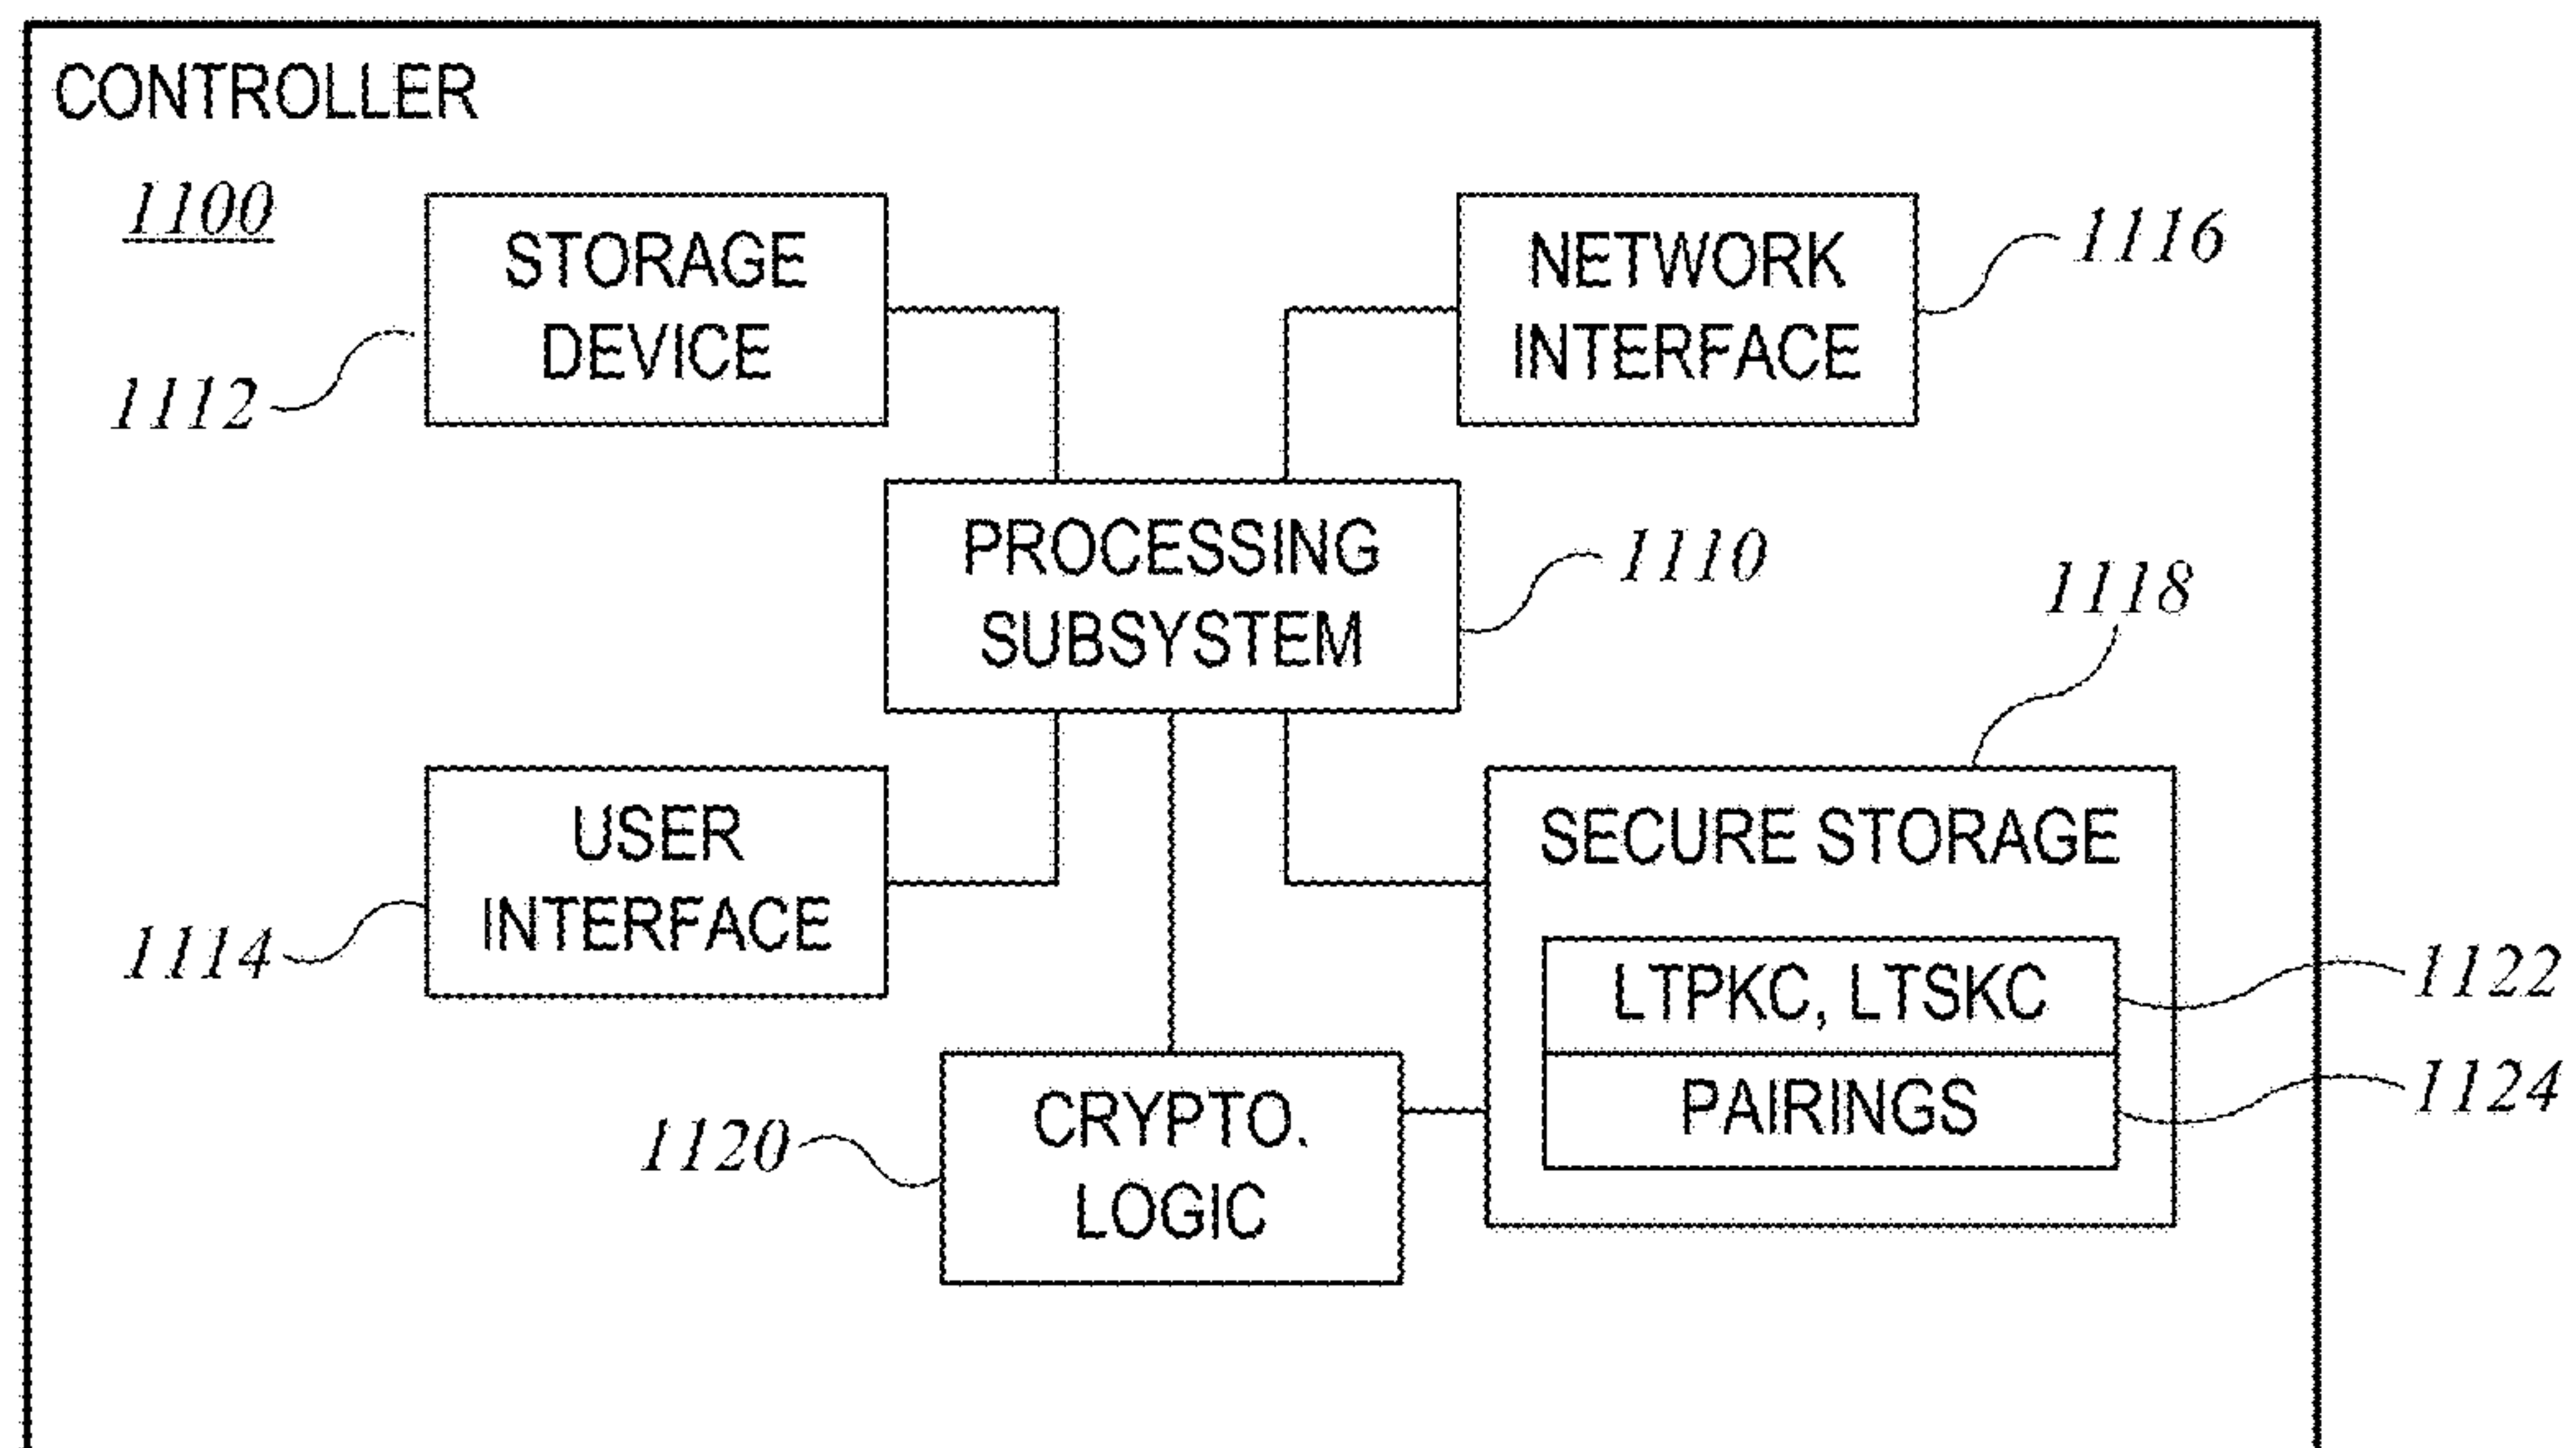 CONTROLLER
1100
STORAGE
DEVICE
1112
NETWORK
INTERFACE
1116
PROCESSING
SUBSYSTEM
1110
1118
USER
INTERFACE
1114
SECURE STORAGE
LTPKC, LTSKC
1122
PAIRINGS
1124
CRYPTO.
LOGIC
1120